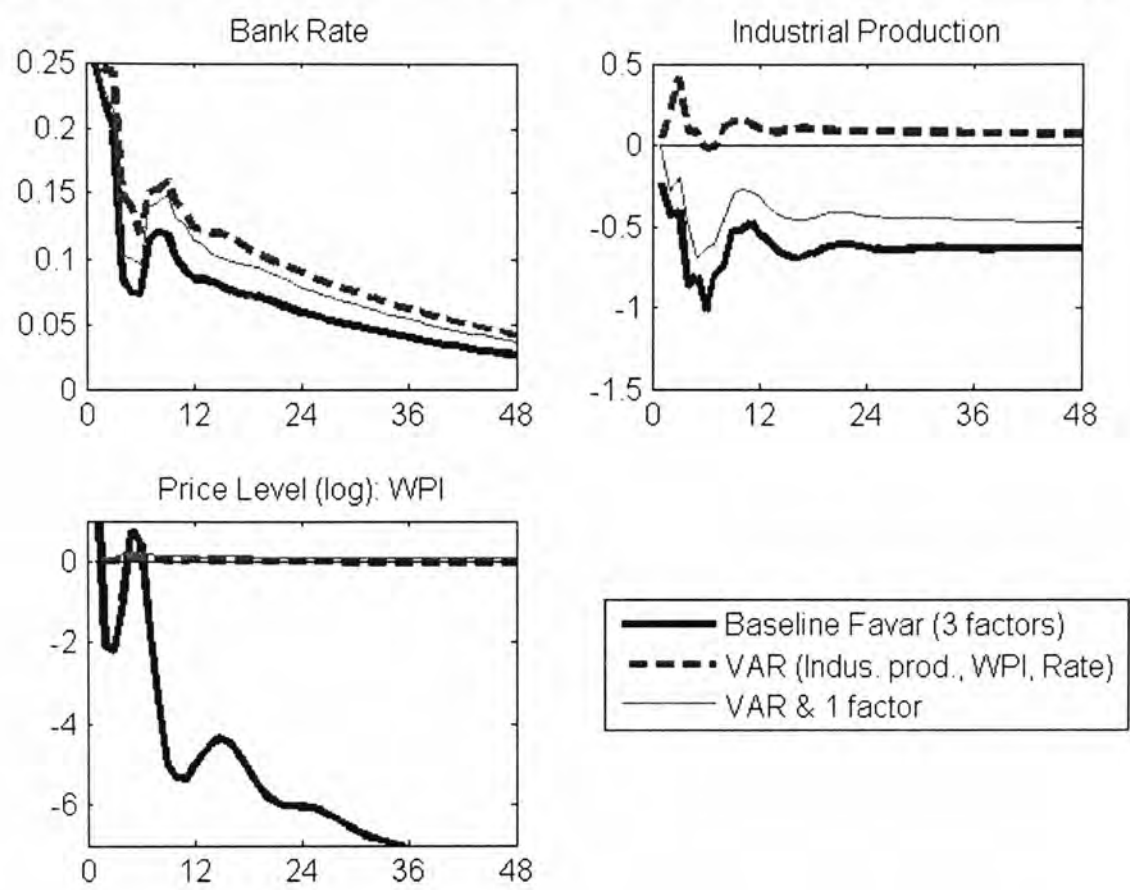 Bank Rate
0.25
0.2
0.15
0.1
0.05
0
0 12 24 36 48
Industrial Production
0.5
0
-0.5
-1
-1.5
0 12 24 36 48
Price Level (log): WPI
0
-2
-4
-6
0 12 24 36 48
Baseline Favar (3 factors)
VAR (Indus. prod., WPI, Rate)
VAR & 1 factor